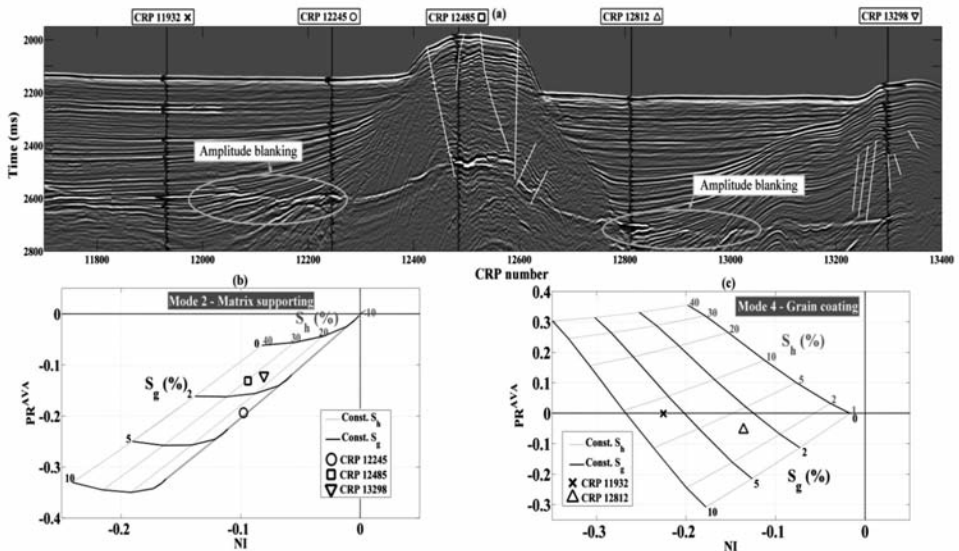 CRP 11932 ×
CRP 12245 ○
CRP 12485 □
(a)
CRP 12812 △
CRP 13298 ▽
2000
2200
2400
2600
2800
Time (ms)
Amplitude blanking
Amplitude blanking
11800
12000
12200
12400
12600
12800
13000
13200
13400
CRP number
(b)
Mode 2 - Matrix supporting
0
-0.1
-0.2
-0.3
-0.4
PR^AVA
S_h (%)
0
40
30
20
10
S_g (%)
2
5
10
Const. S_h
Const. S_g
CRP 12245
CRP 12485
CRP 13298
-0.2
-0.1
0
NI
(c)
Mode 4 - Grain coating
0.4
0.3
0.2
0.1
0
-0.1
-0.2
-0.3
PR^AVA
40
30
20
S_h (%)
10
5
2
1
0
2
5
10
S_g (%)
Const. S_h
Const. S_g
CRP 11932
CRP 12812
-0.3
-0.2
-0.1
0
NI